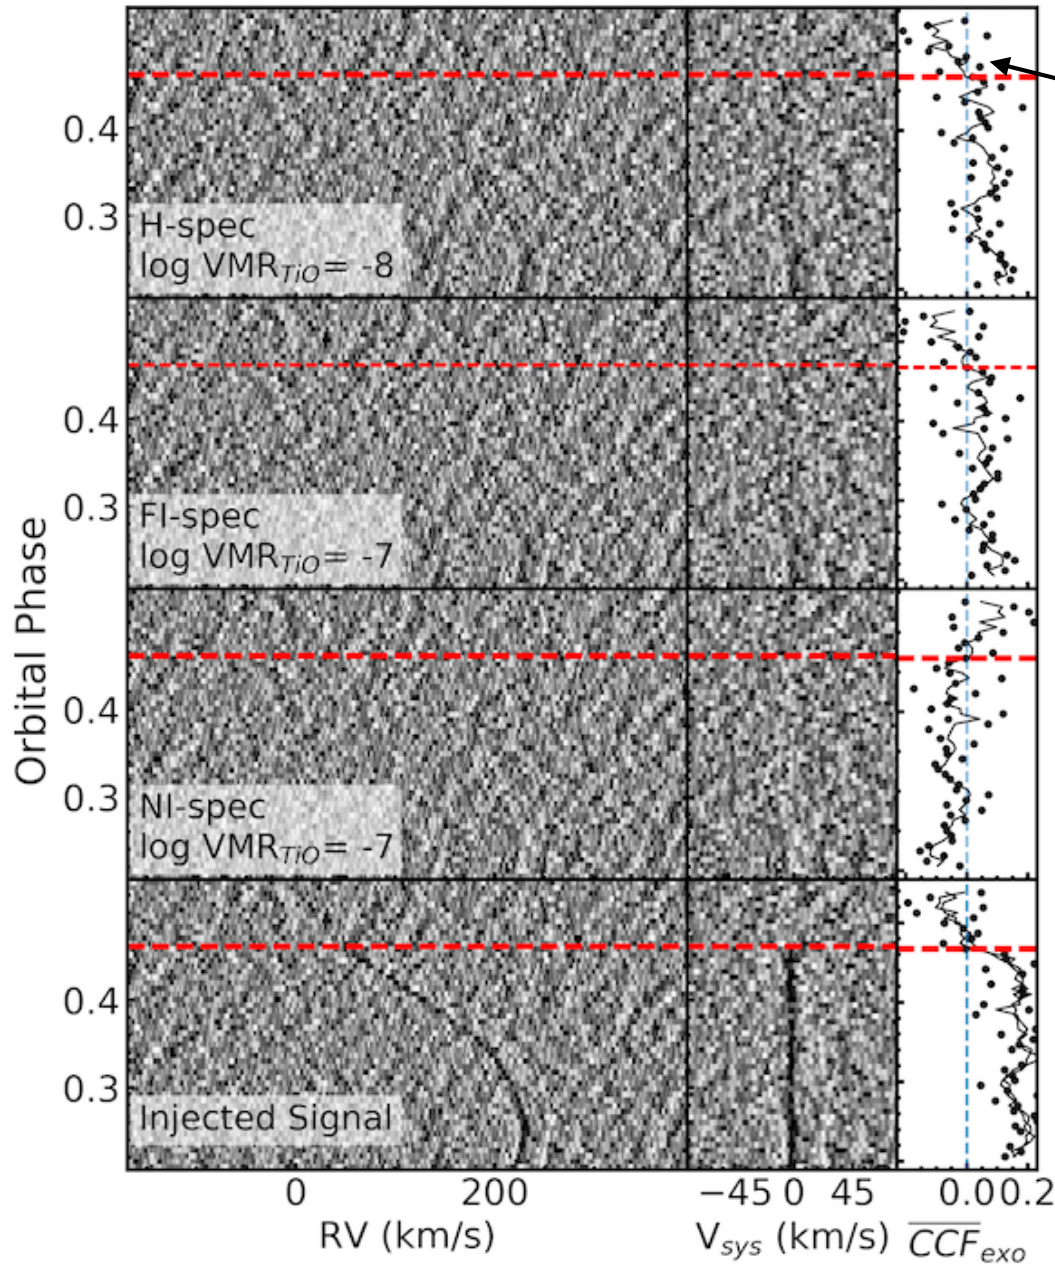 0.4
0.3
H-spec
log VMR_TiO= -8
0.4
0.3
FI-spec
log VMR_TiO= -7
0.4
0.3
NI-spec
log VMR_TiO= -7
0.4
0.3
Injected Signal
Orbital Phase
0 200 −45 0 45 0.0 0.2
RV (km/s) V_sys (km/s) CCF_exo